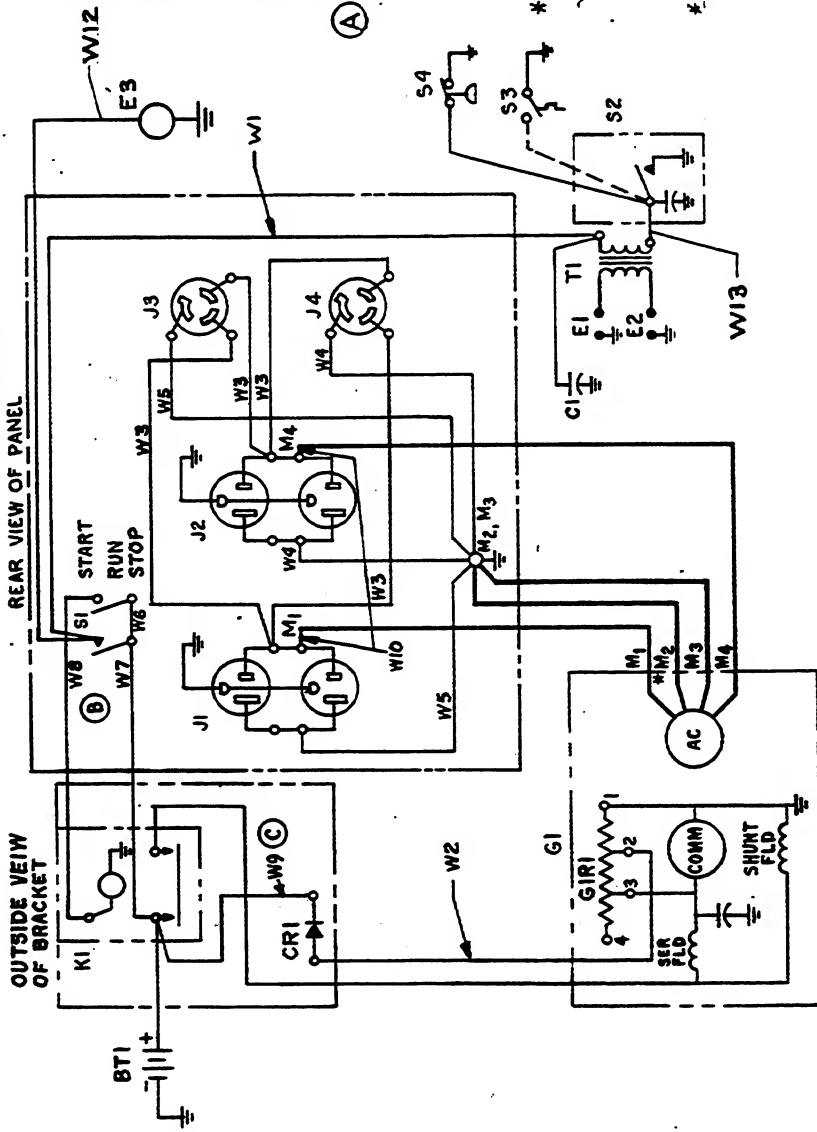 REAR VIEW OF PANEL
OUTSIDE VEIW
OF BRACKET
W12
E3
A
START
S1
RUN
STOP
W8
B
W6
W7
W1
S4
*
S3
S2
*
J3
W5
W3
W3
W3
J4
W4
M4
J2
W4
T1
E1
E2
C1
W13
K1
M2, M3
W3
M1
W10
J1
W5
BT1
-
+
C
W9
CR1
W2
G1
G1R1
1
2
3
4
COMM
SER
FLD
SHUNT
FLD
AC
M1
*M2
M3
M4